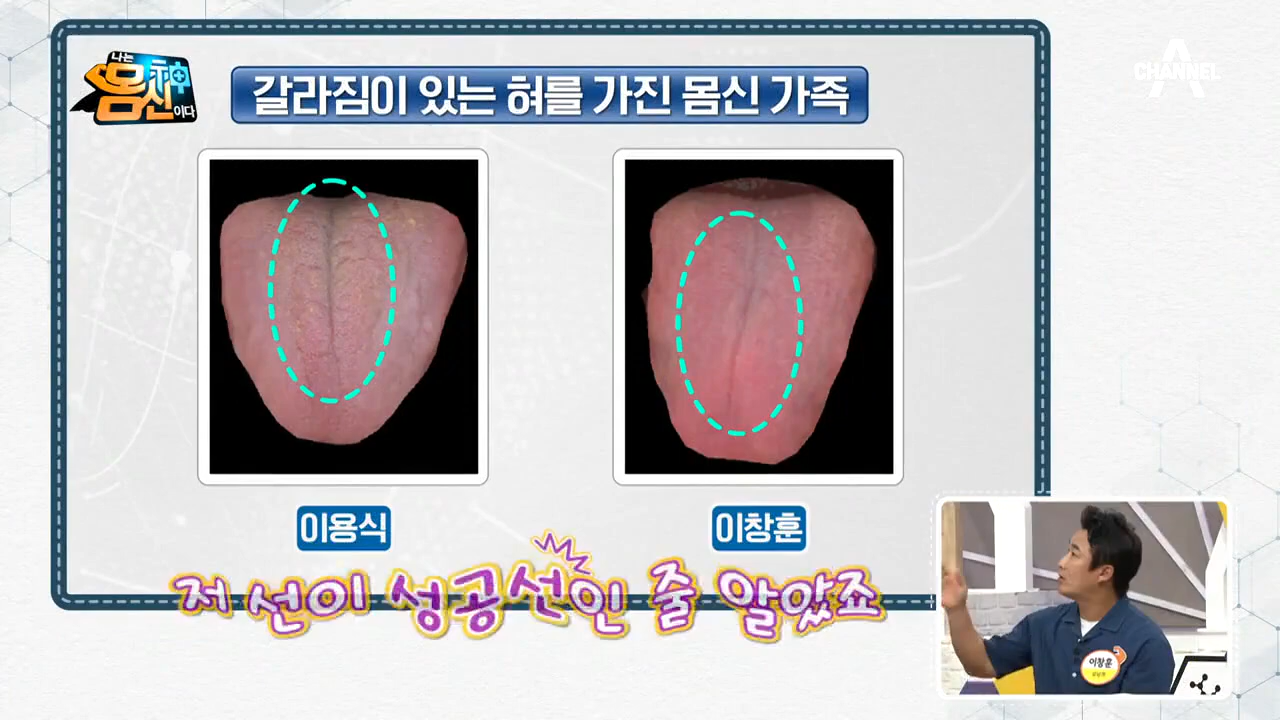 나는
몸神
신이다
갈라짐이 있는 혀를 가진 몸신 가족
CHANNEL A
이용식
이창훈
저 선이 성공선인 줄 알았죠
이창훈